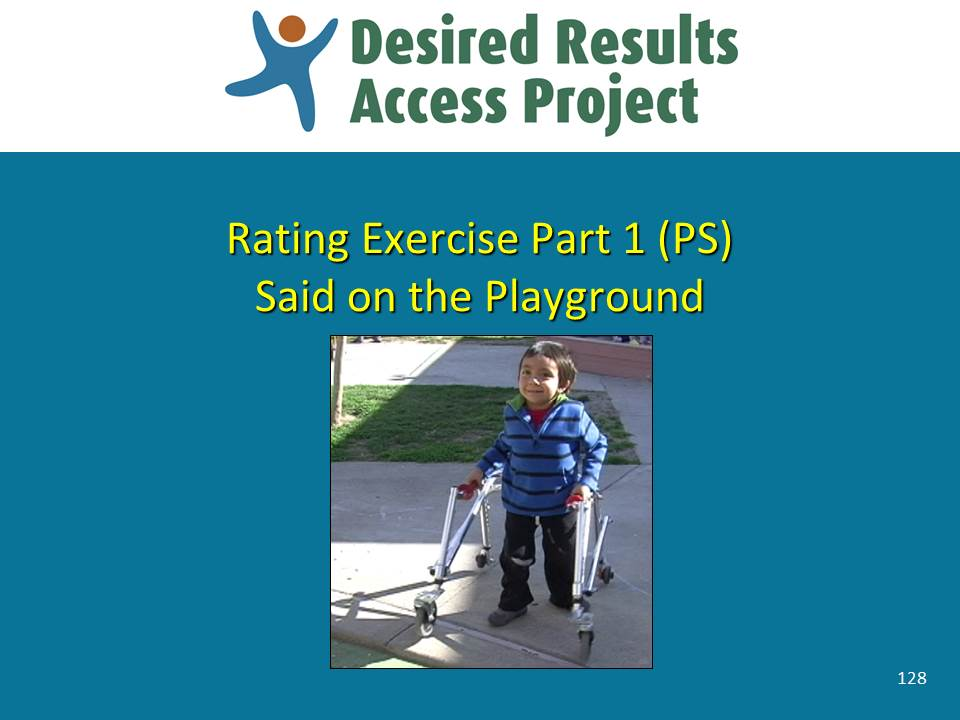 Desired Results
Access Project
Rating Exercise Part 1 (PS)
Said on the Playground
128